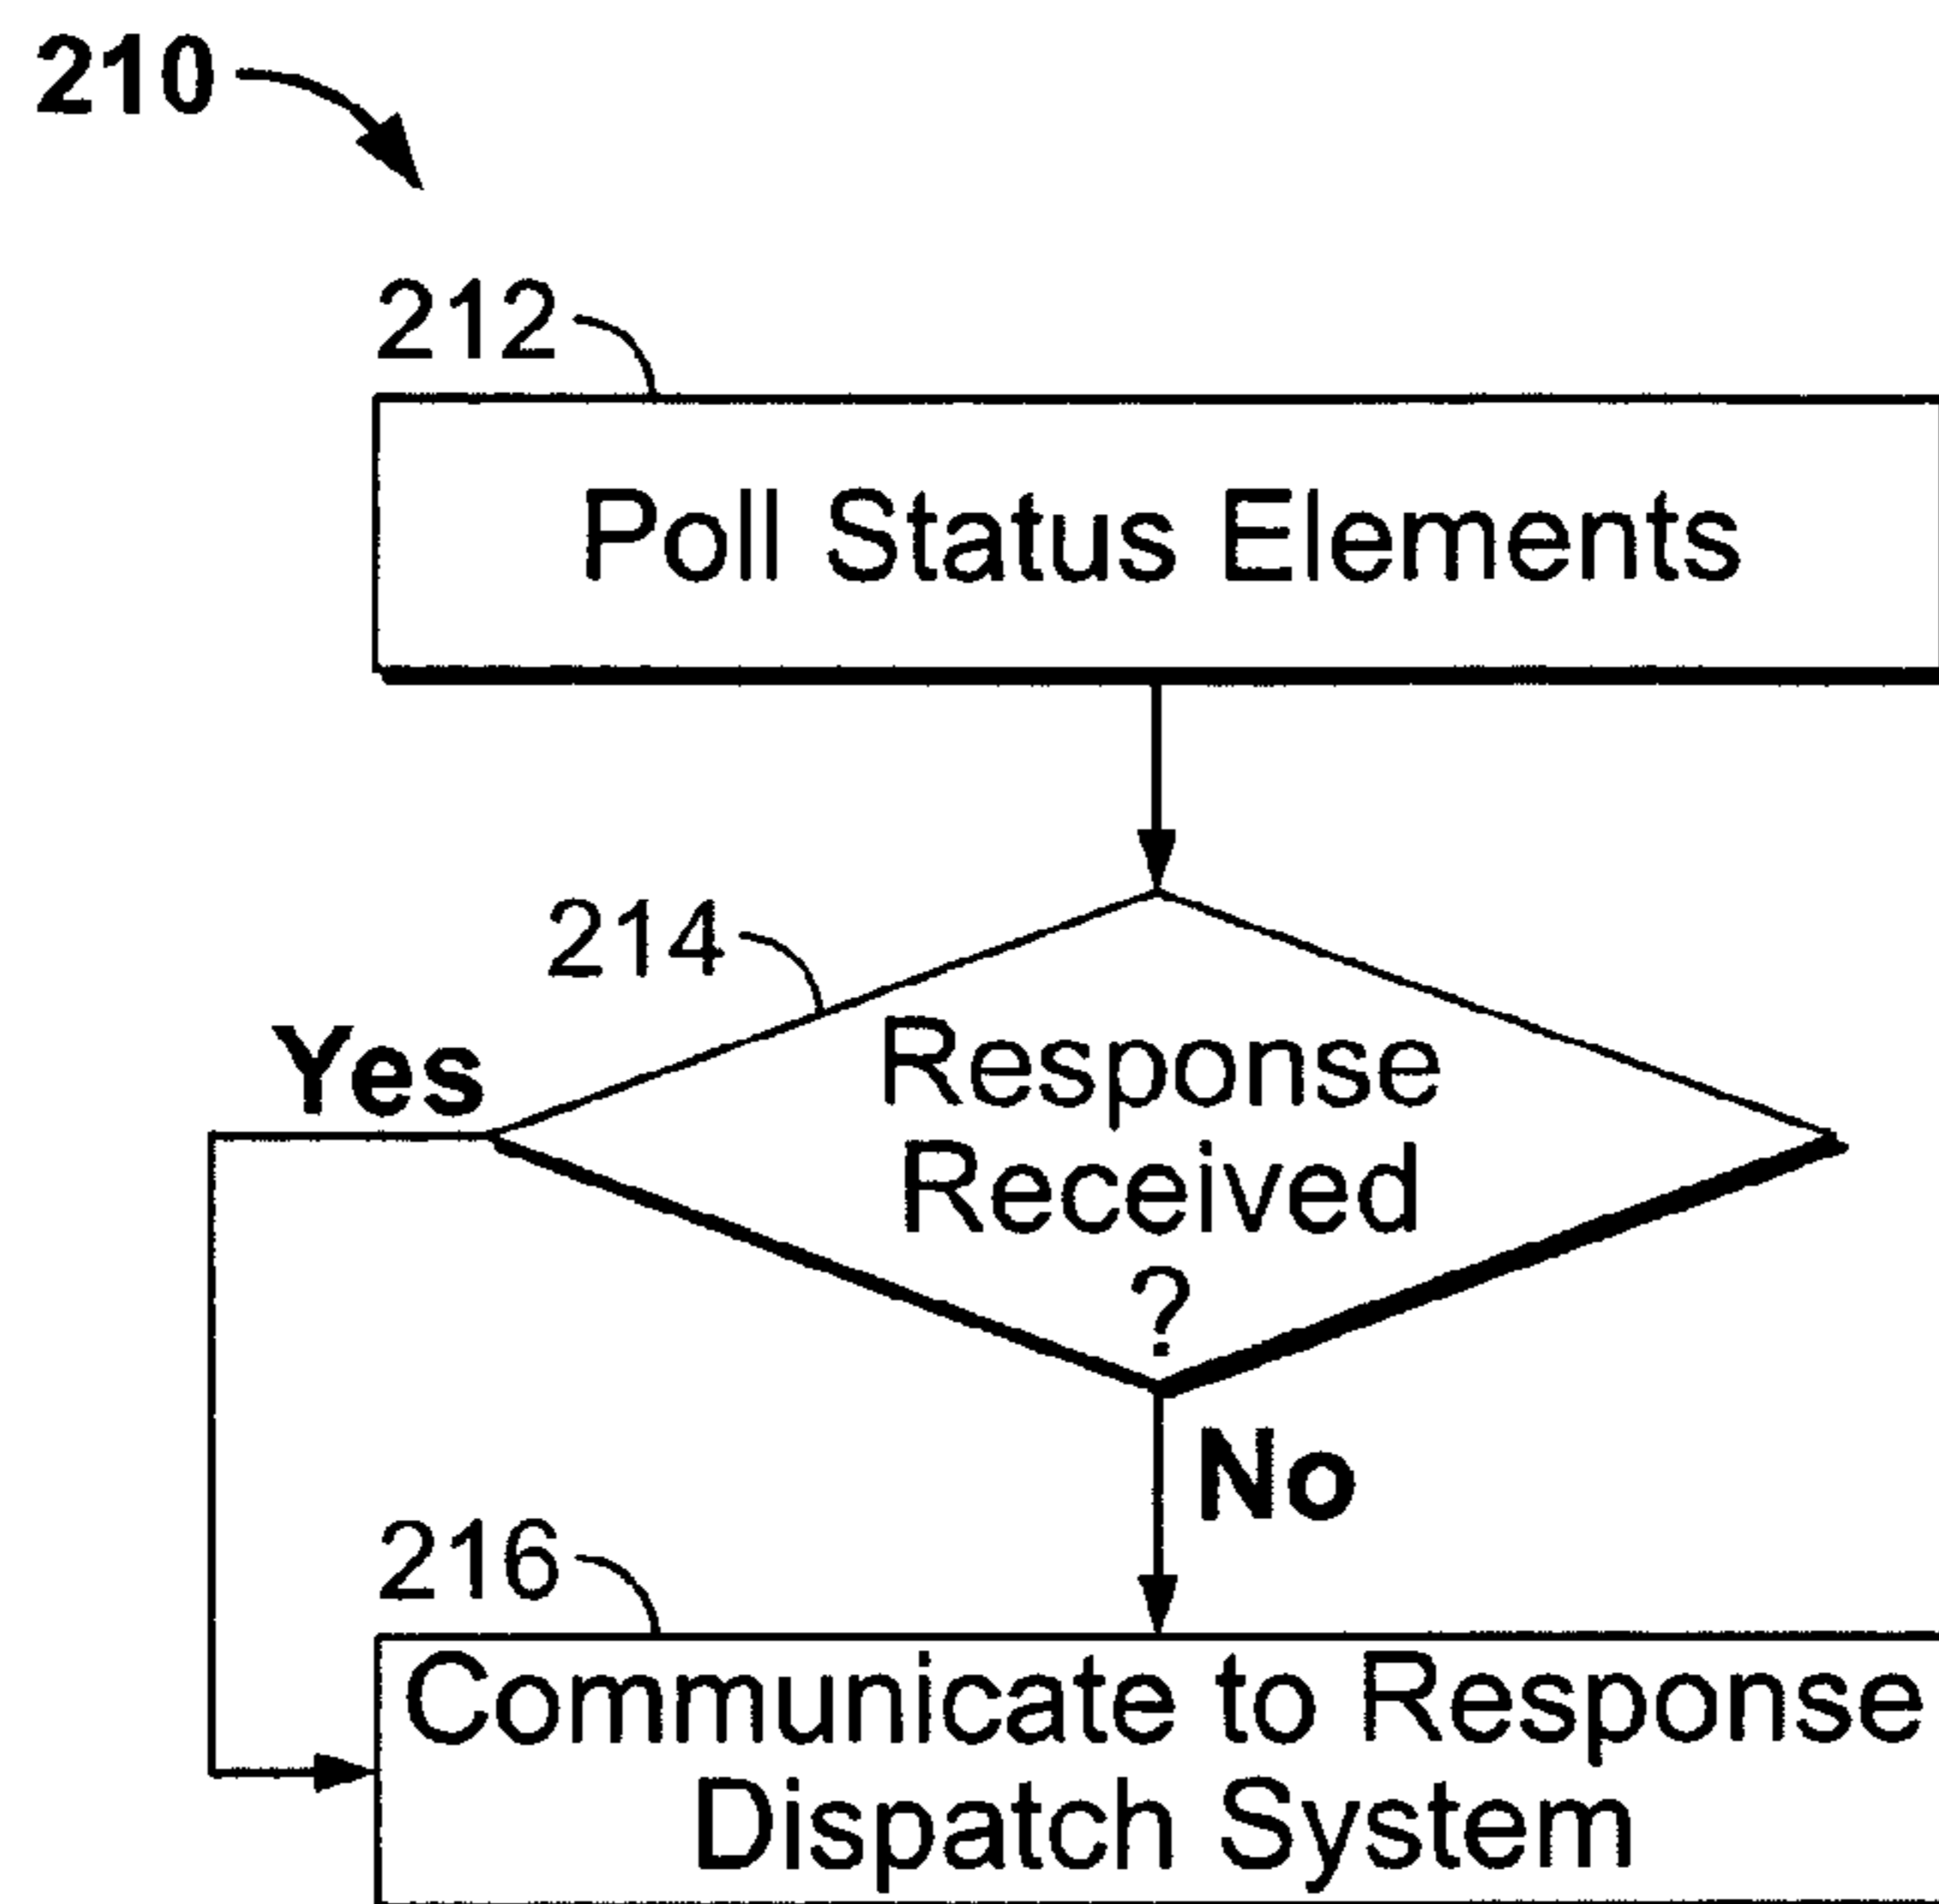 210
212
Poll Status Elements
214
Yes
Response
Received
?
No
216
Communicate to Response
Dispatch System